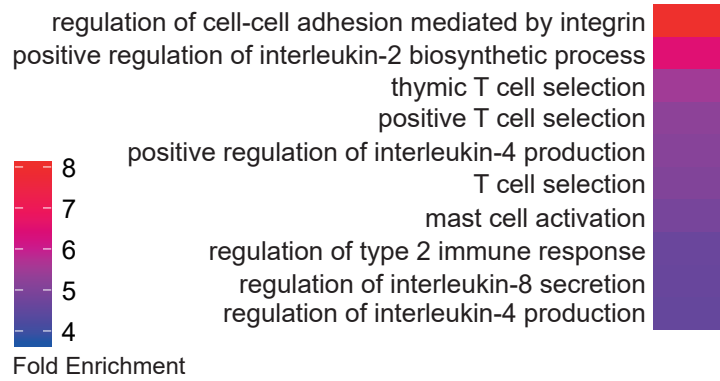 regulation of cell-cell adhesion mediated by integrin
positive regulation of interleukin-2 biosynthetic process
thymic T cell selection
positive T cell selection
positive regulation of interleukin-4 production
T cell selection
mast cell activation
regulation of type 2 immune response
regulation of interleukin-8 secretion
regulation of interleukin-4 production
8
7
6
5
4
Fold Enrichment